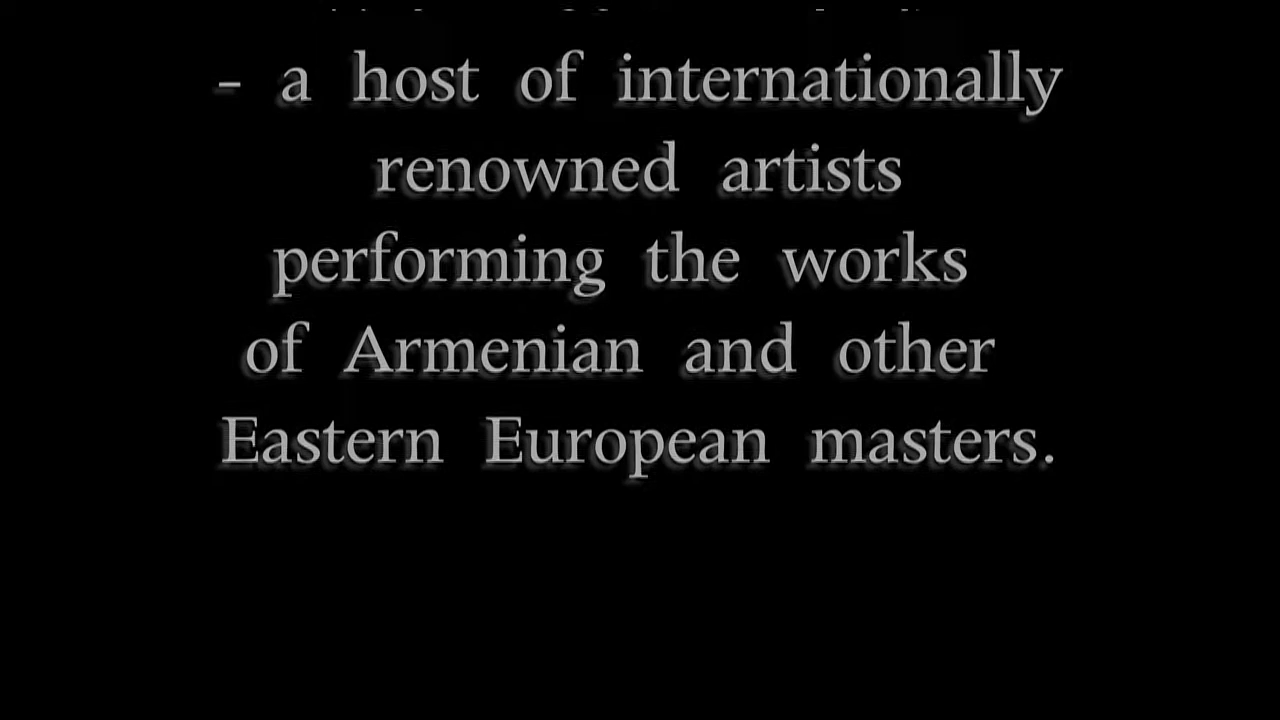 - a host of internationally
renowned artists
performing the works
of Armenian and other
Eastern European masters.